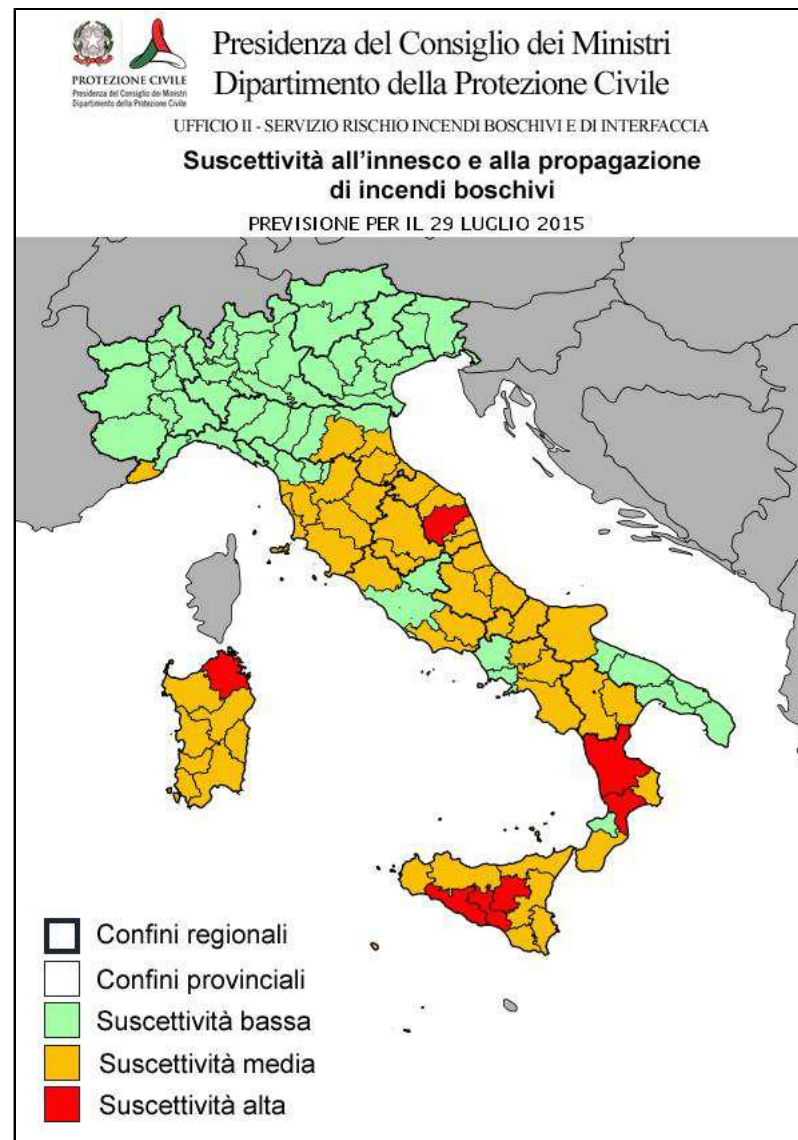 PROTEZIONE CIVILE
Presidenza del Consiglio dei Ministri
Dipartimento della Protezione Civile
Presidenza del Consiglio dei Ministri
Dipartimento della Protezione Civile
UFFICIO II - SERVIZIO RISCHIO INCENDI BOSCHIVI E DI INTERFACCIA
Suscettività all'innesco e alla propagazione
di incendi boschivi
PREVISIONE PER IL 29 LUGLIO 2015
Confini regionali
Confini provinciali
Suscettività bassa
Suscettività media
Suscettività alta